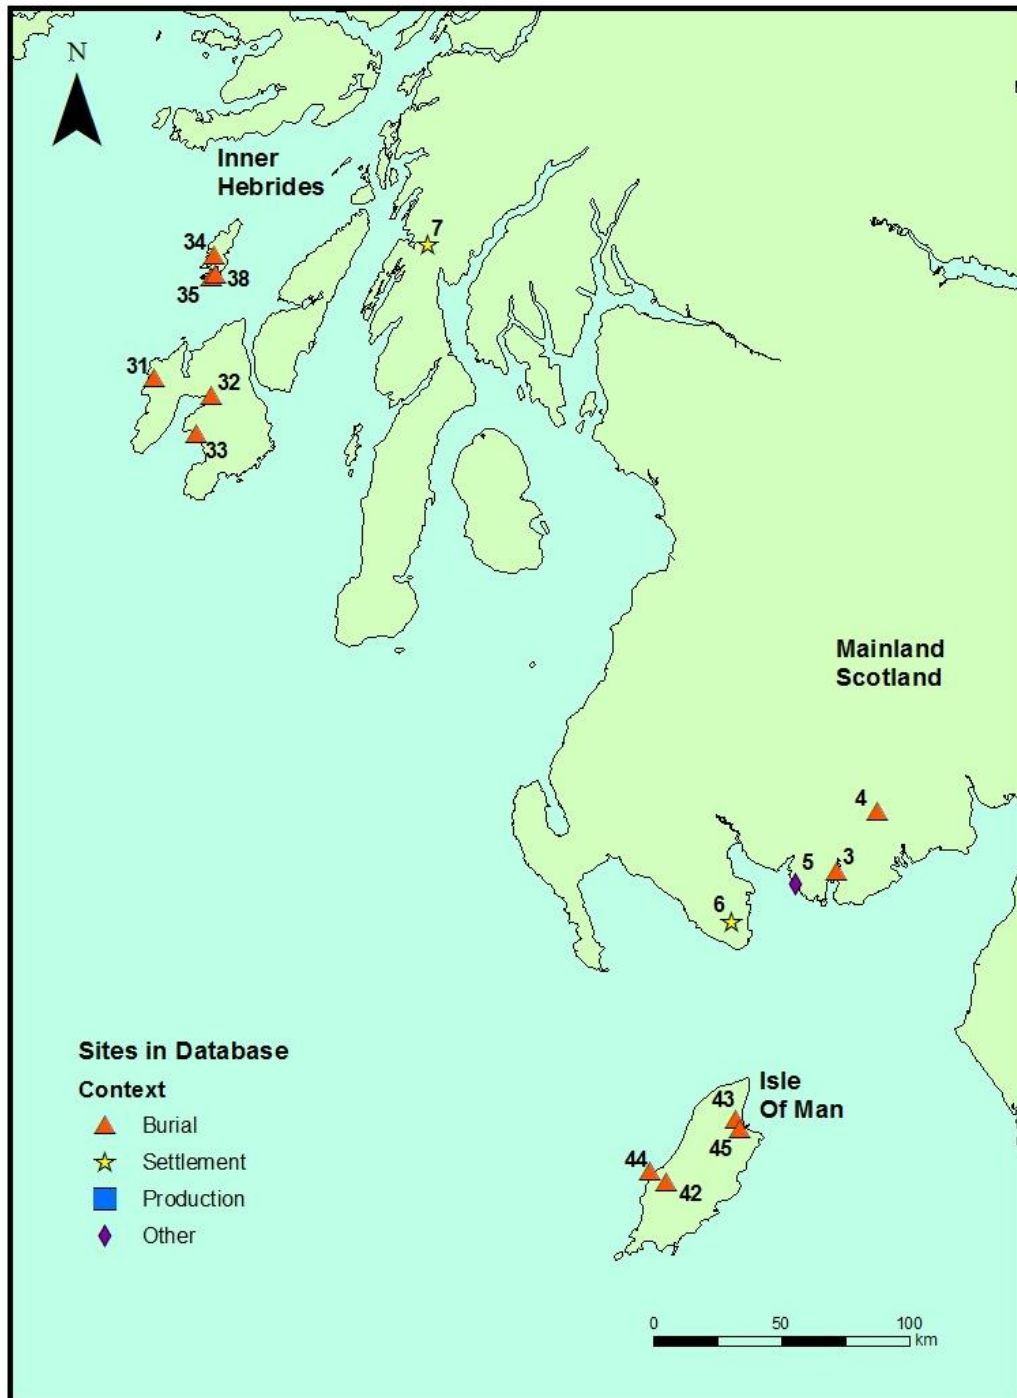 N
Inner
Hebrides
34
7
38
35
31
32
33
Mainland
Scotland
4
5
3
6
Sites in Database
Context
Burial
Settlement
Production
Other
Isle
Of Man
43
45
44
42
0 50 100
km